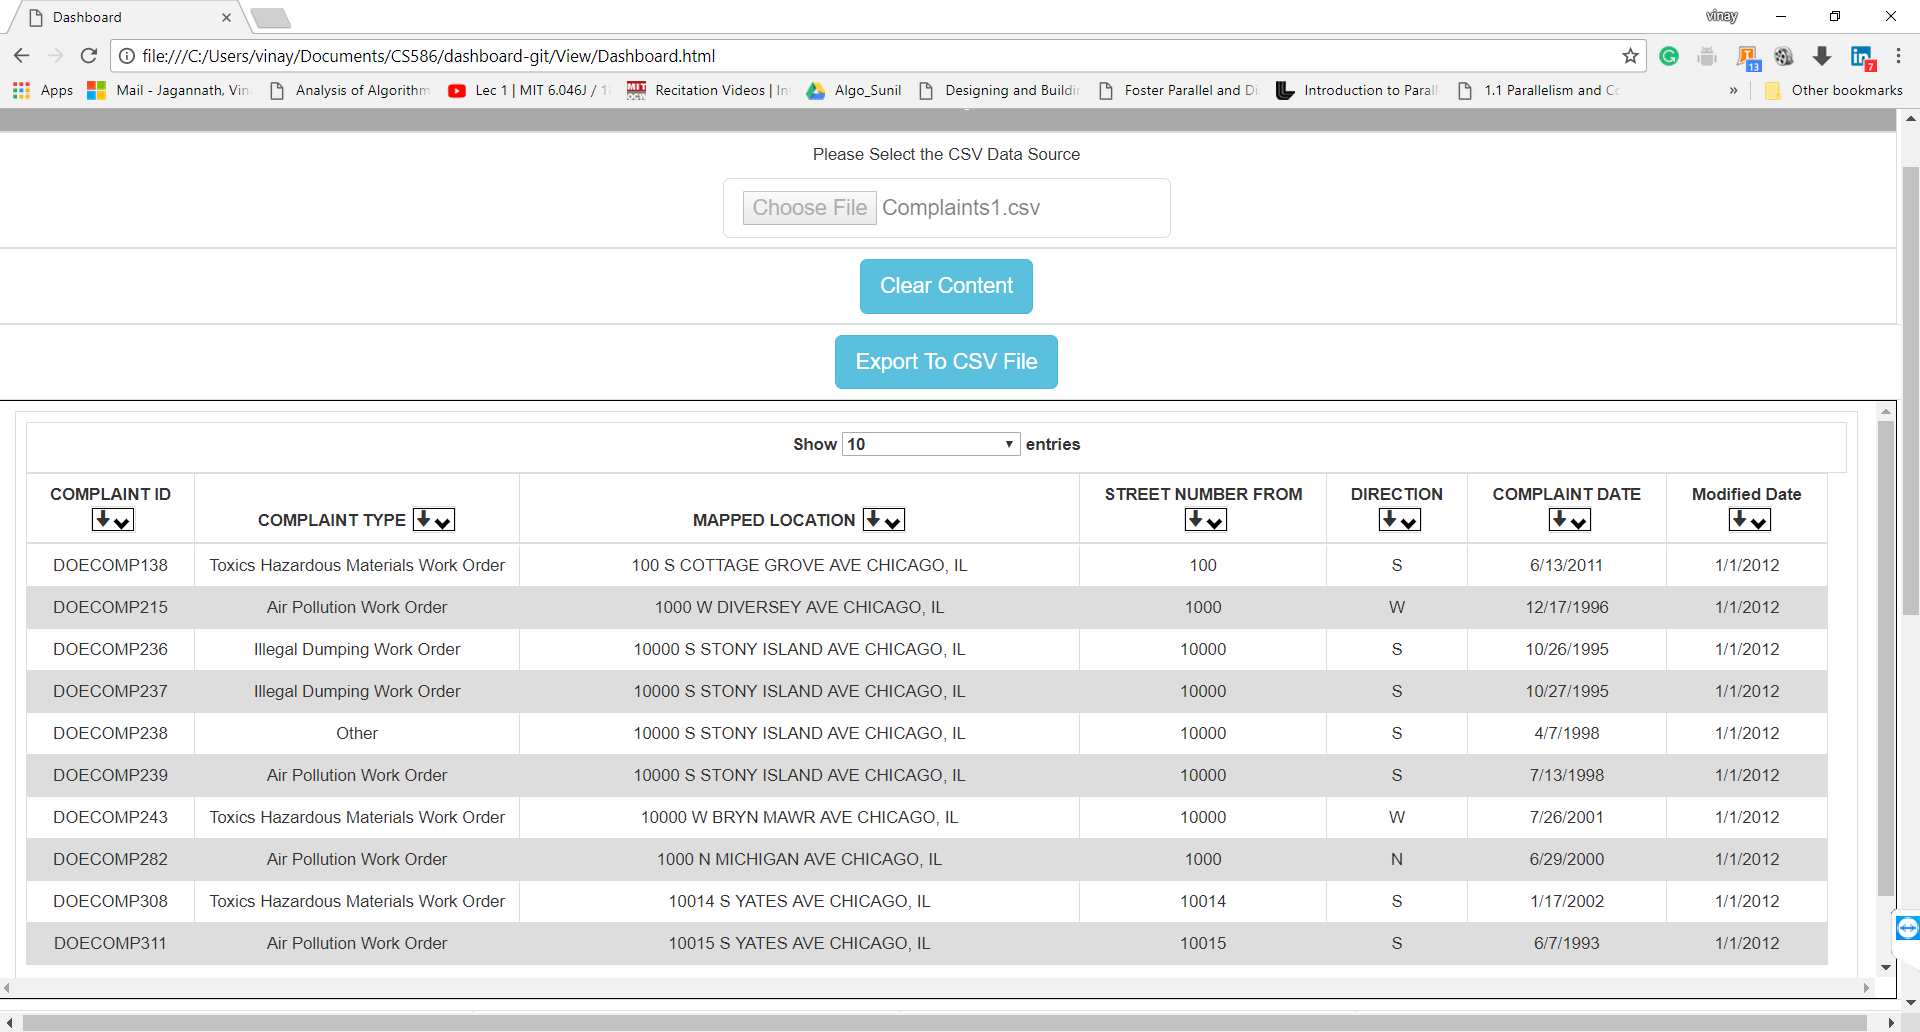 Dashboard
vinay
file:///C:/Users/vinay/Documents/CS586/dashboard-git/View/Dashboard.html
13
7
Apps Mail - Jagannath, Vin Analysis of Algorithm Lec 1 | MIT 6.046J / 1 MIT OCW Recitation Videos | In Algo_Sunil Designing and Buildin Foster Parallel and Di Introduction to Parall 1.1 Parallelism and Co » Other bookmarks
Please Select the CSV Data Source
Choose File Complaints1.csv
Clear Content
Export To CSV File
Show 10 entries
COMPLAINT ID COMPLAINT TYPE MAPPED LOCATION STREET NUMBER FROM DIRECTION COMPLAINT DATE Modified Date
DOECOMP138 Toxics Hazardous Materials Work Order 100 S COTTAGE GROVE AVE CHICAGO, IL 100 S 6/13/2011 1/1/2012
DOECOMP215 Air Pollution Work Order 1000 W DIVERSEY AVE CHICAGO, IL 1000 W 12/17/1996 1/1/2012
DOECOMP236 Illegal Dumping Work Order 10000 S STONY ISLAND AVE CHICAGO, IL 10000 S 10/26/1995 1/1/2012
DOECOMP237 Illegal Dumping Work Order 10000 S STONY ISLAND AVE CHICAGO, IL 10000 S 10/27/1995 1/1/2012
DOECOMP238 Other 10000 S STONY ISLAND AVE CHICAGO, IL 10000 S 4/7/1998 1/1/2012
DOECOMP239 Air Pollution Work Order 10000 S STONY ISLAND AVE CHICAGO, IL 10000 S 7/13/1998 1/1/2012
DOECOMP243 Toxics Hazardous Materials Work Order 10000 W BRYN MAWR AVE CHICAGO, IL 10000 W 7/26/2001 1/1/2012
DOECOMP282 Air Pollution Work Order 1000 N MICHIGAN AVE CHICAGO, IL 1000 N 6/29/2000 1/1/2012
DOECOMP308 Toxics Hazardous Materials Work Order 10014 S YATES AVE CHICAGO, IL 10014 S 1/17/2002 1/1/2012
DOECOMP311 Air Pollution Work Order 10015 S YATES AVE CHICAGO, IL 10015 S 6/7/1993 1/1/2012